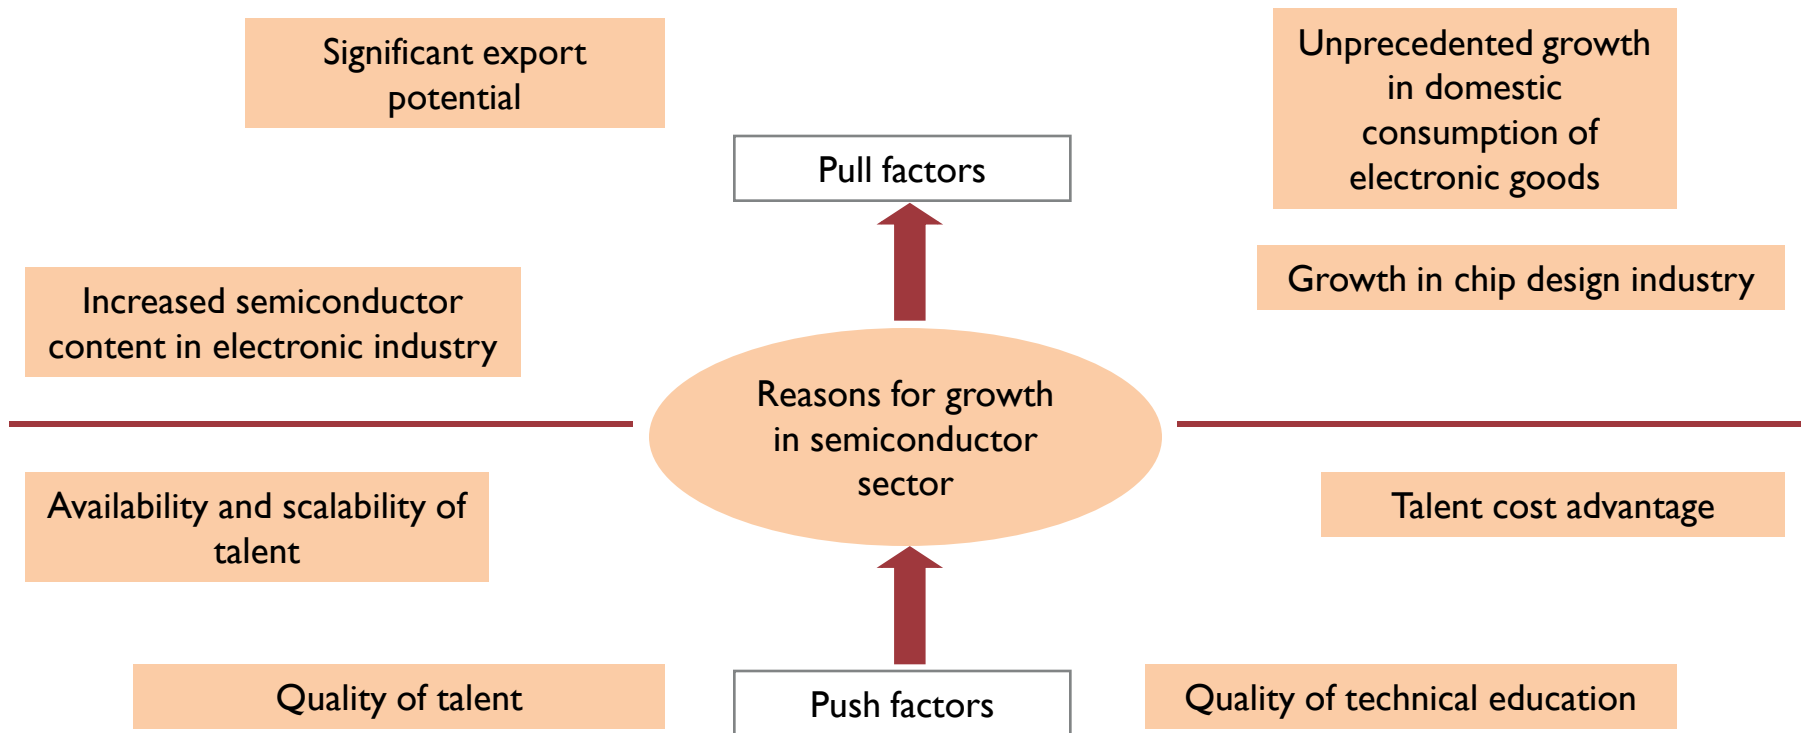 Significant export
potential
Unprecedented growth
in domestic
consumption of
electronic goods
Pull factors
Growth in chip design industry
Increased semiconductor
content in electronic industry
Reasons for growth
in semiconductor
sector
Availability and scalability of
talent
Talent cost advantage
Quality of talent
Push factors
Quality of technical education